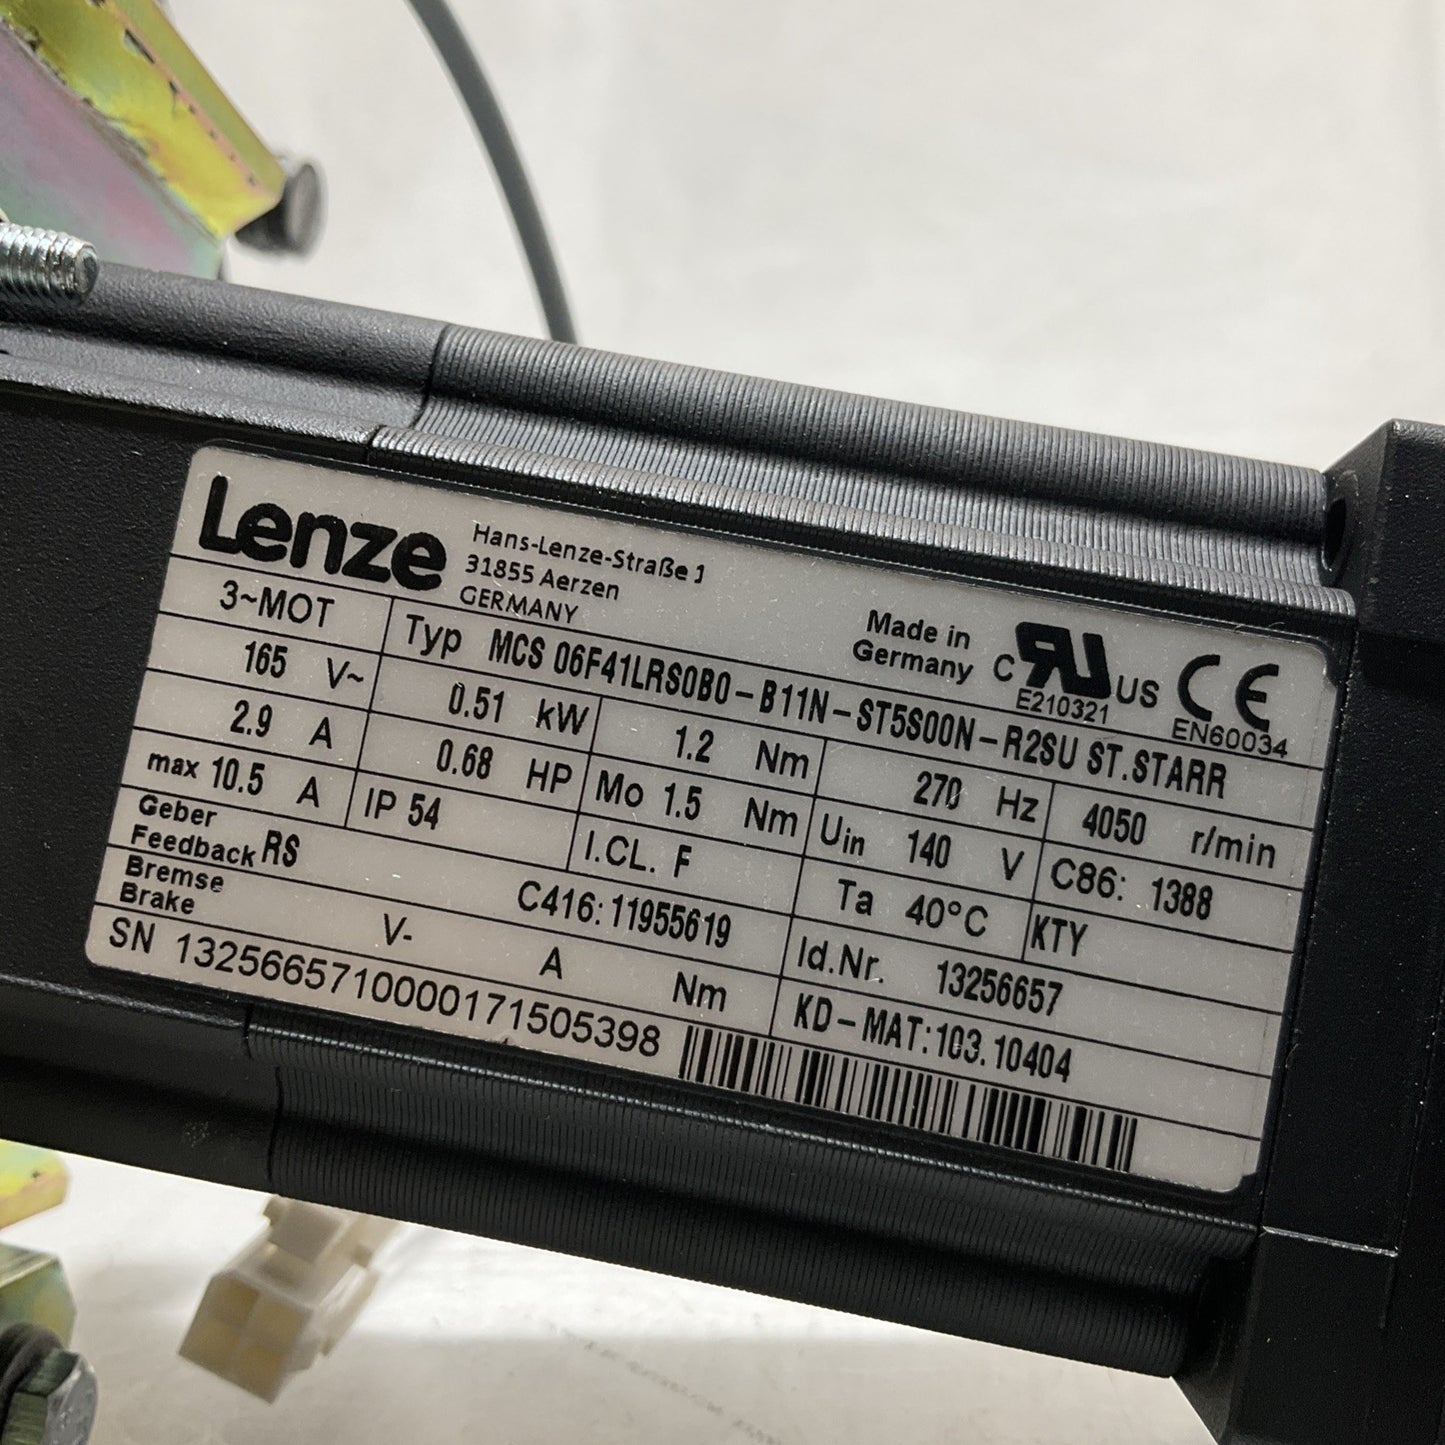 Lenze
Hans-Lenze-Straße 1
31855 Aerzen
GERMANY
Made in
Germany
C UR US
E210321
CE
EN60034
3~MOT
Typ MCS 06F41LRS0B0-B11N-ST5S00N-R2SU ST.STARR
165 V~ 0.51 kW 1.2 Nm 270 Hz 4050 r/min
2.9 A 0.68 HP Mo 1.5 Nm Uin 140 V C86: 1388
max 10.5 A IP 54 I.CL. F Ta 40°C KTY
Geber
Feedback RS C416: 11955619 Id.Nr. 13256657
Bremse
Brake V- A Nm KD-MAT:103.10404
SN 1325665710000171505398